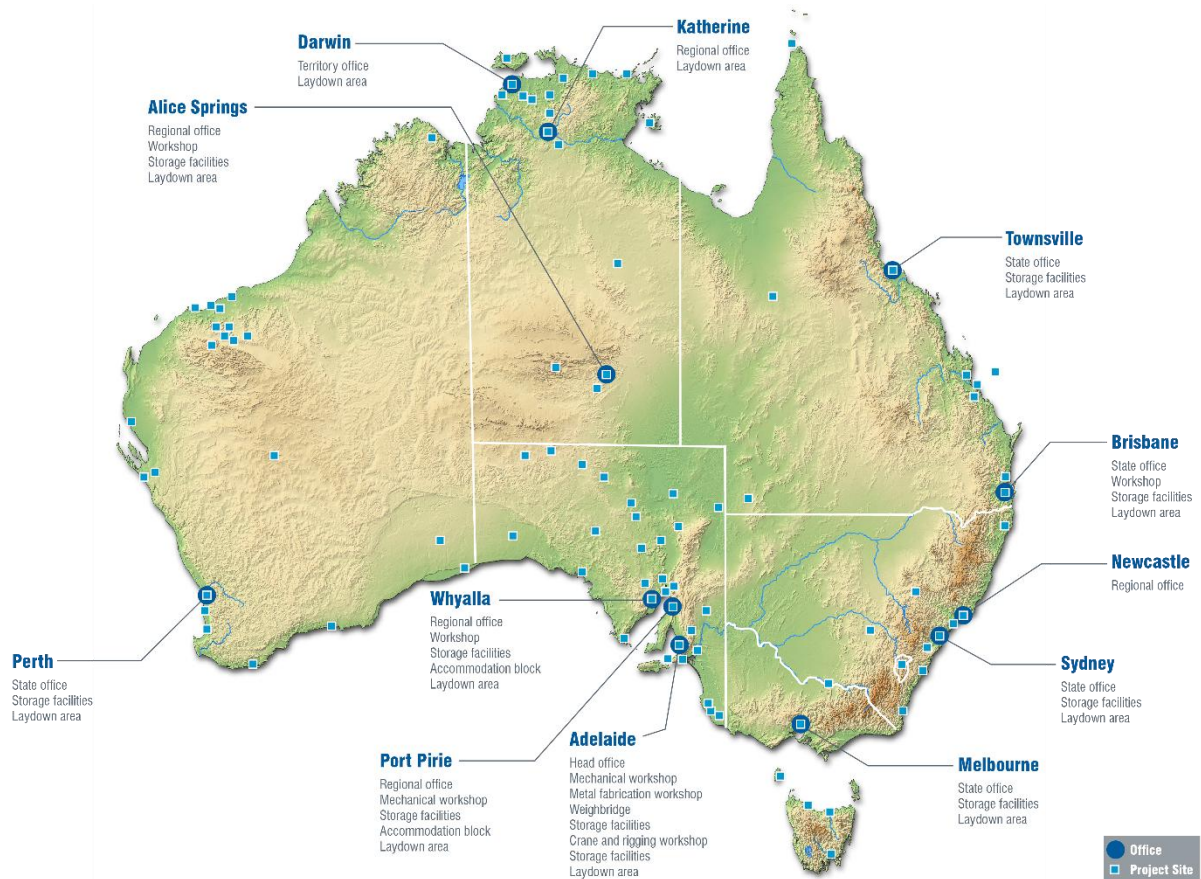 Darwin
Territory office
Laydown area
Katherine
Regional office
Laydown area
Alice Springs
Regional office
Workshop
Storage facilities
Laydown area
Townsville
State office
Storage facilities
Laydown area
Brisbane
State office
Workshop
Storage facilities
Laydown area
Newcastle
Regional office
Sydney
State office
Storage facilities
Laydown area
Perth
State office
Storage facilities
Laydown area
Whyalla
Regional office
Workshop
Storage facilities
Accommodation block
Laydown area
Port Pirie
Regional office
Mechanical workshop
Storage facilities
Accommodation block
Laydown area
Adelaide
Head office
Mechanical workshop
Metal fabrication workshop
Weighbridge
Storage facilities
Crane and rigging workshop
Storage facilities
Laydown area
Melbourne
State office
Storage facilities
Laydown area
Office
Project Site